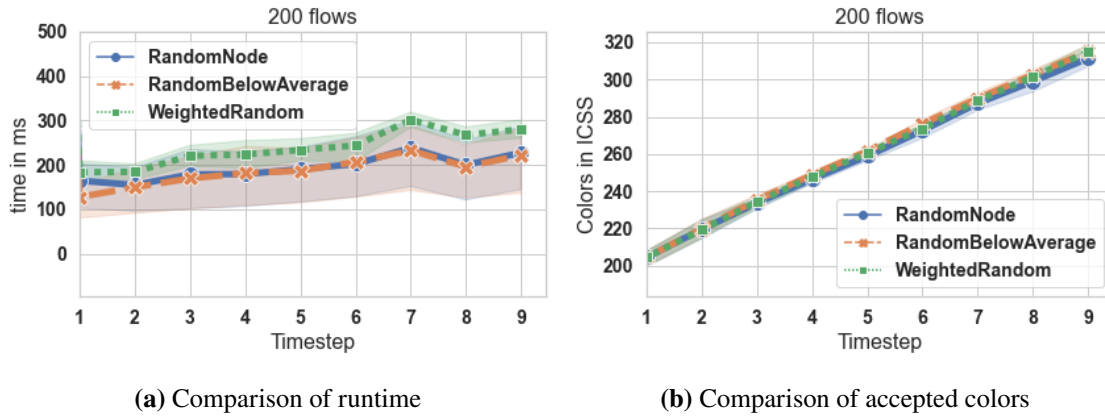 200 flows
500
400
300
200
100
0
time in ms
RandomNode
RandomBelowAverage
WeightedRandom
1 2 3 4 5 6 7 8 9
Timestep
(a) Comparison of runtime
200 flows
320
300
280
260
240
220
200
Colors in ICSS
RandomNode
RandomBelowAverage
WeightedRandom
1 2 3 4 5 6 7 8 9
Timestep
(b) Comparison of accepted colors